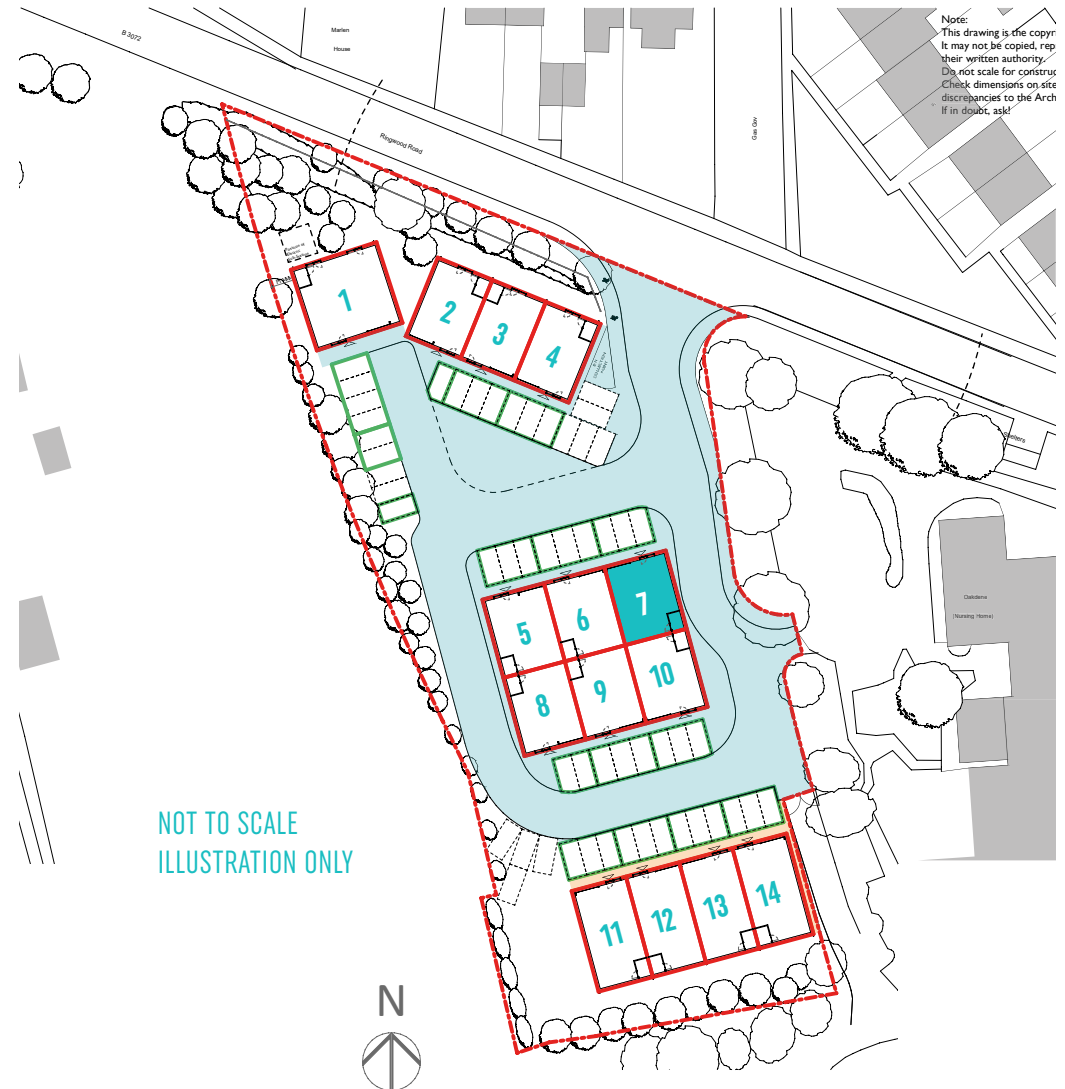 Note:
This drawing is the copyr
It may not be copied, rep
their written authority.
Do not scale for construc
Check dimensions on site
discrepancies to the Arch
If in doubt, ask!
B 3072
Marlen
House
Ringwood Road
Gas Gov
1
2
3
4
5
6
7
8
9
10
11
12
13
14
Oakdene
(Nursing Home)
NOT TO SCALE
ILLUSTRATION ONLY
N